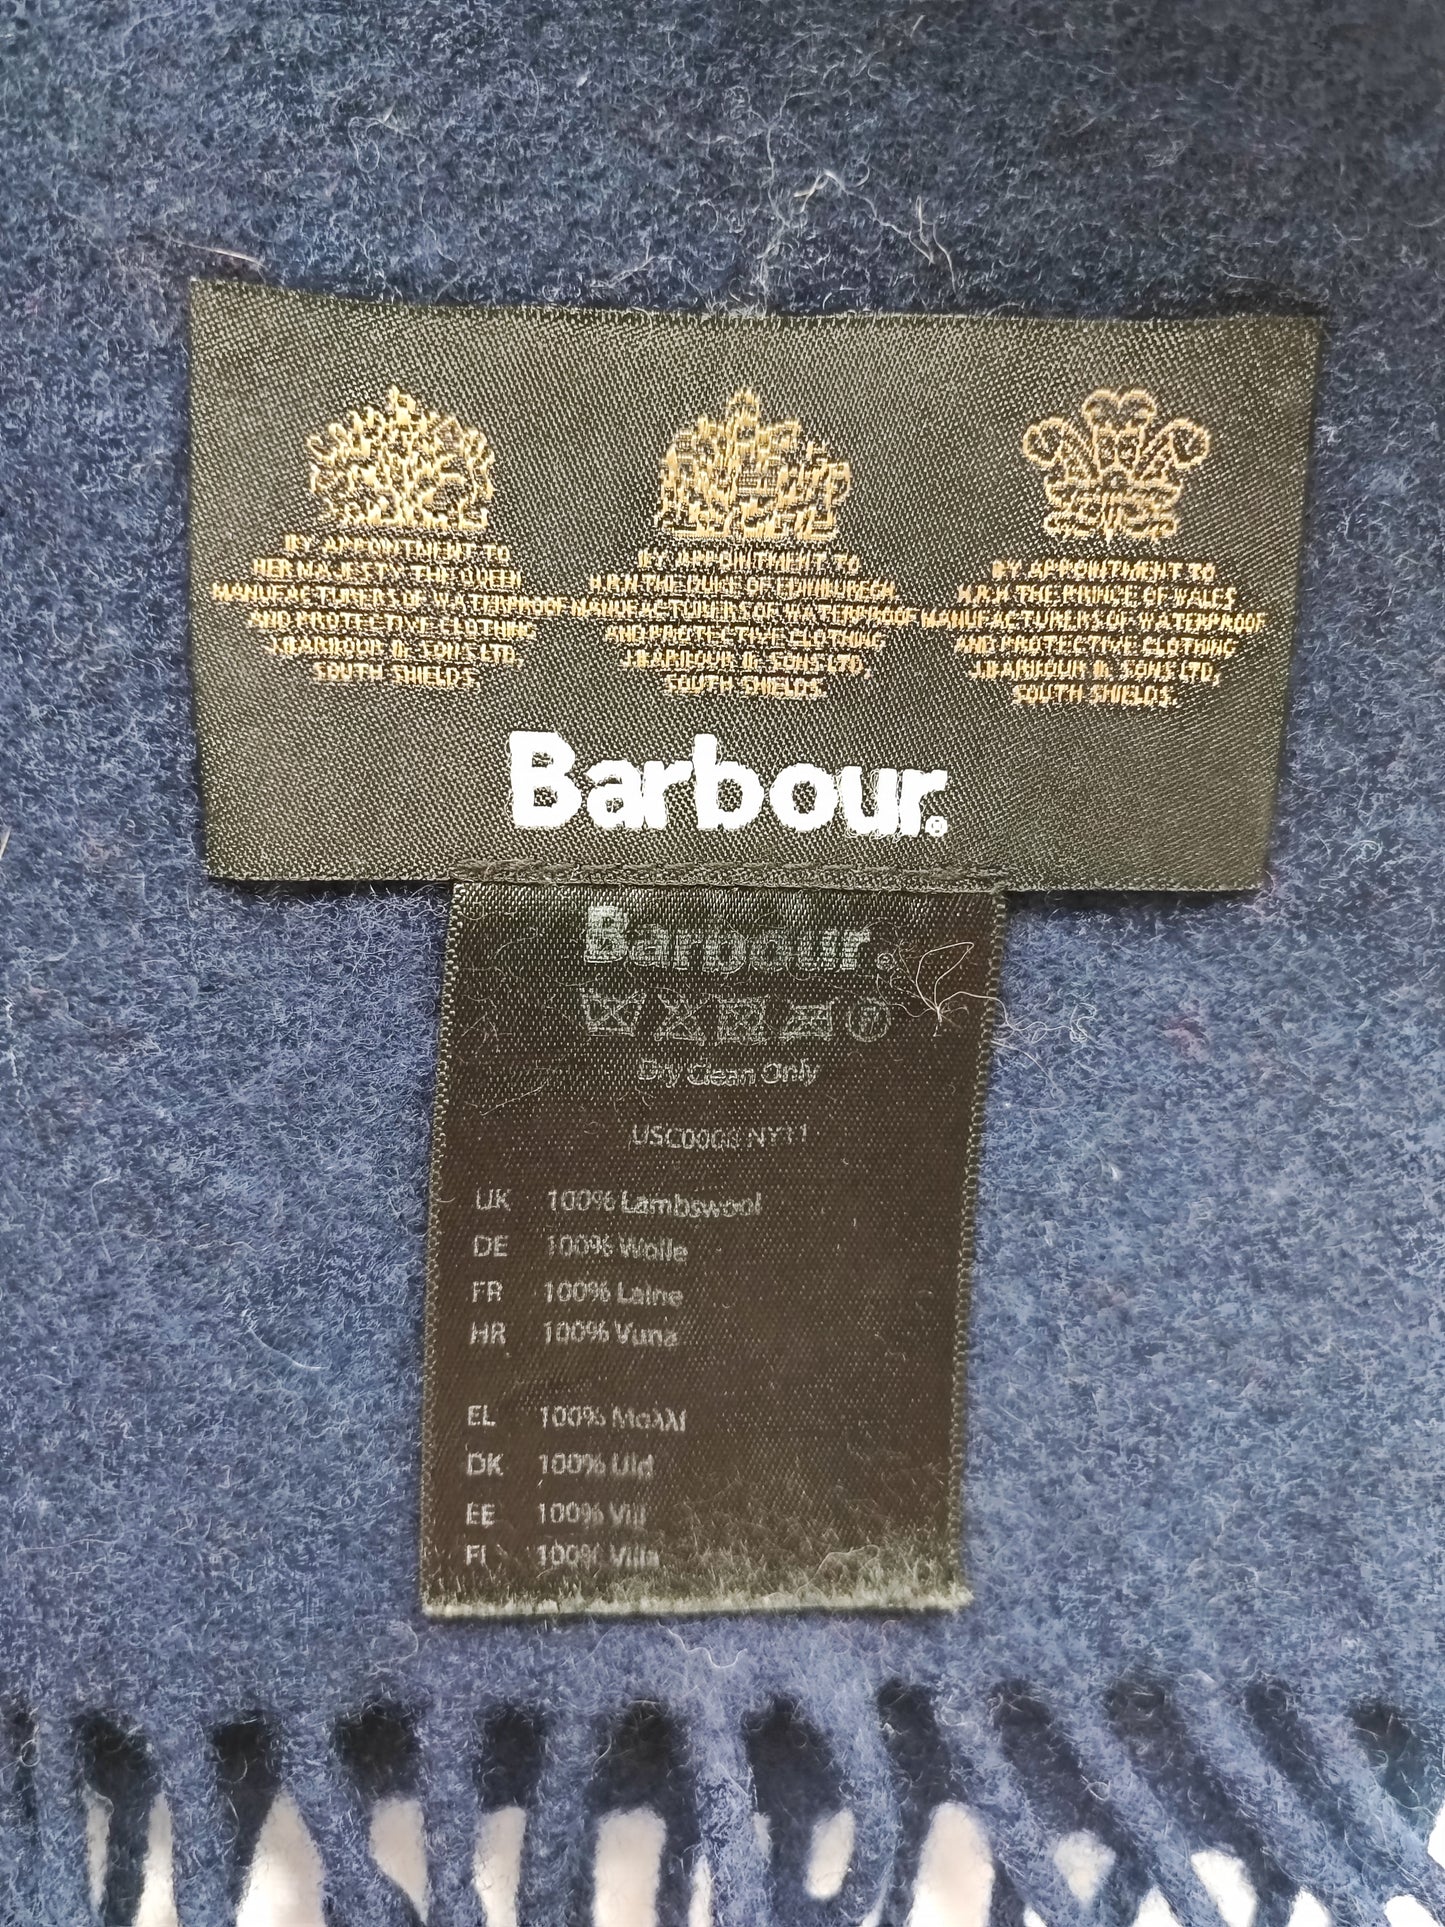 BY APPOINTMENT TO
HER MAJESTY THE QUEEN
MANUFACTURERS OF WATERPROOF
AND PROTECTIVE CLOTHING
J.BARBOUR & SONS LTD,
SOUTH SHIELDS,
BY APPOINTMENT TO
H.R.H THE DUKE OF EDINBURGH
MANUFACTURERS OF WATERPROOF
AND PROTECTIVE CLOTHING
J.BARBOUR & SONS LTD,
SOUTH SHIELDS.
BY APPOINTMENT TO
H.R.H THE PRINCE OF WALES
MANUFACTURERS OF WATERPROOF
AND PROTECTIVE CLOTHING
J.BARBOUR & SONS LTD,
SOUTH SHIELDS.
Barbour.®
Barbour.
Dry Clean Only
USC0008 NY11
UK 100% Lambswool
DE 100% Wolle
FR 100% Laine
HR 100% Vuna
EL 100% Μαλλί
DK 100% Uld
EE 100% Vill
FI 100% Villa